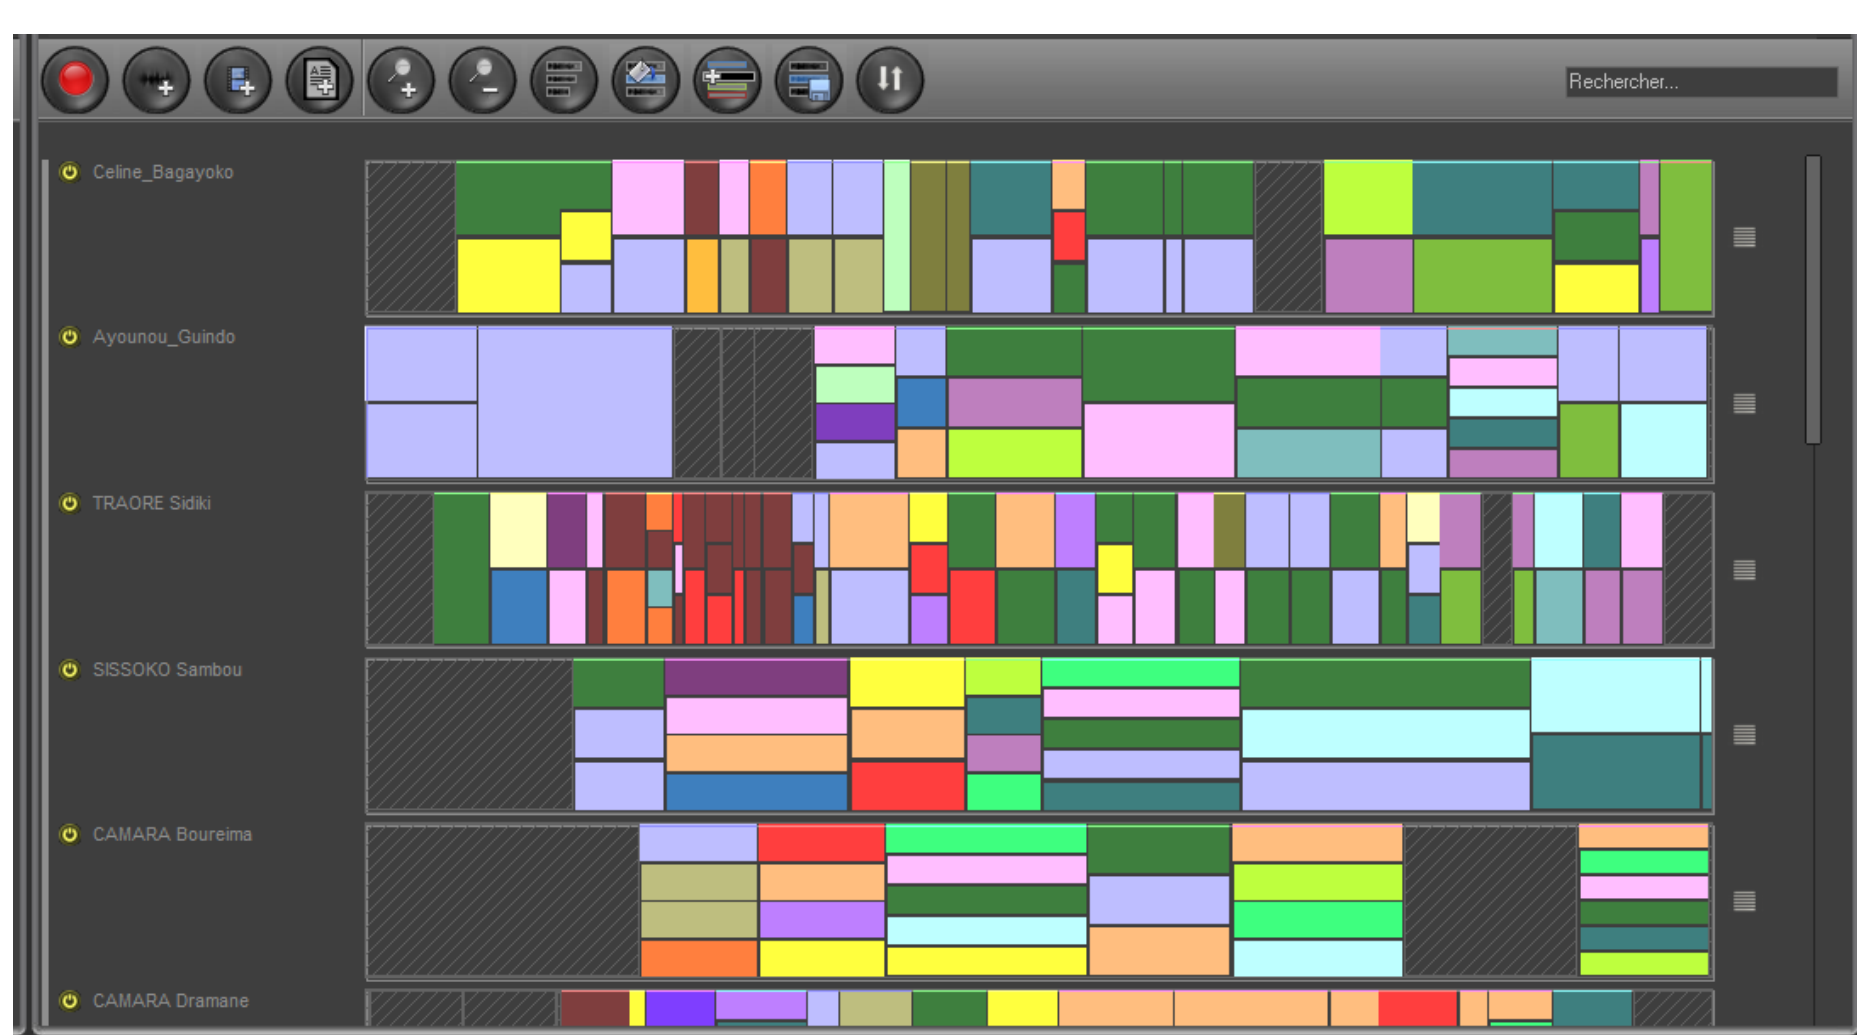 Rechercher...
Celine_Bagayoko
Ayounou_Guindo
TRAORE Sidiki
SISSOKO Sambou
CAMARA Boureima
CAMARA Dramane